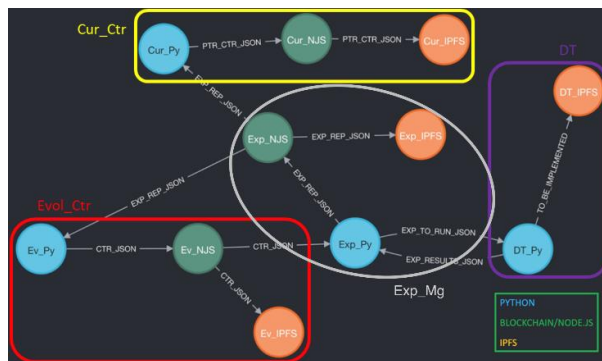 Cur_Ctr
Cur_Py
PTR_CTR_JSON
Cur_NJS
PTR_CTR_JSON
Cur_IPFS
DT
DT_IPFS
EXP_REP_JSON
Exp_NJS
EXP_REP_JSON
Exp_IPFS
TO_BE_IMPLEMENTED
EXP_REP_JSON
EXP_REP_JSON
Evol_Ctr
Ev_Py
CTR_JSON
Ev_NJS
CTR_JSON
Exp_Py
EXP_TO_RUN_JSON
EXP_RESULTS_JSON
DT_Py
CTR_JSON
Exp_Mg
Ev_IPFS
PYTHON
BLOCKCHAIN/NODE.JS
IPFS